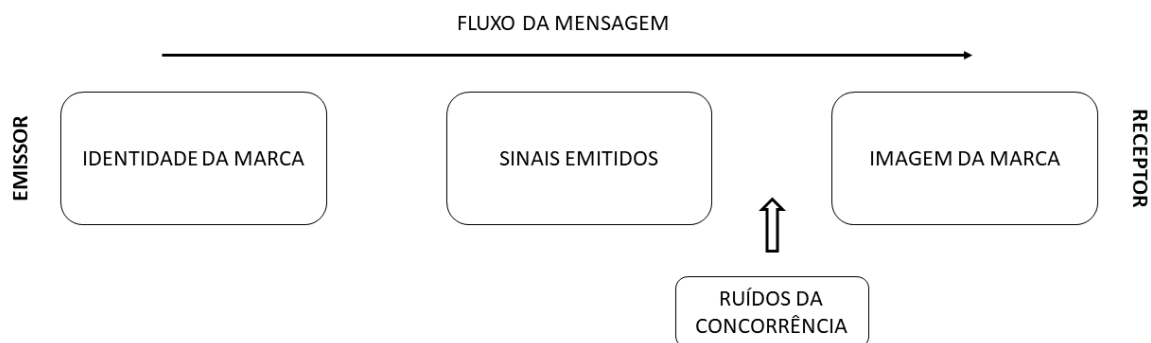 FLUXO DA MENSAGEM
EMISSOR
IDENTIDADE DA MARCA
SINAIS EMITIDOS
IMAGEM DA MARCA
RECEPTOR
RUÍDOS DA
CONCORRÊNCIA